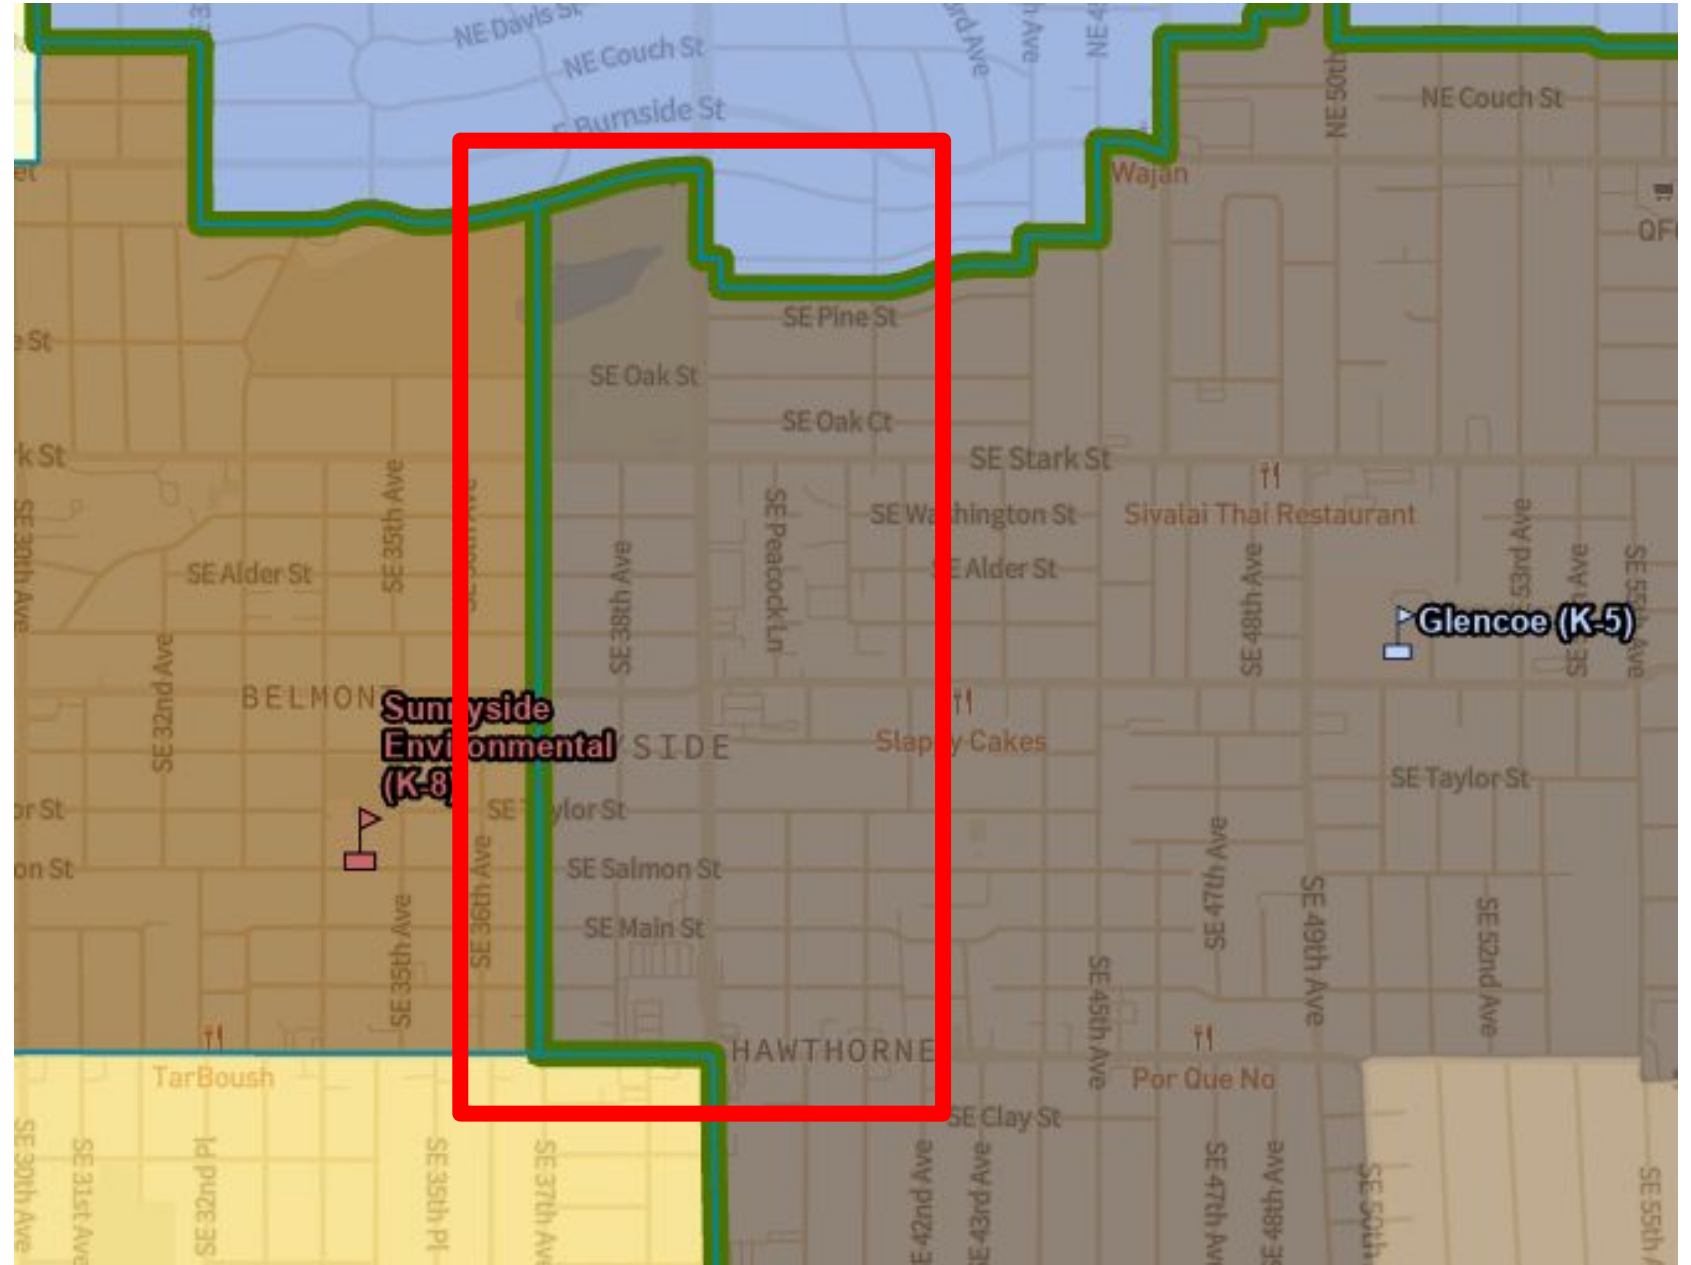 NE Davis St
NE Couch St
E Burnside St
NE 50th
NE Couch St
Wajan
SE Pine St
SE Oak St
SE Oak Ct
SE Stark St
SE Washington St
Sivalai Thai Restaurant
SE Alder St
SE Alder St
SE 30th Ave
SE 35th Ave
SE 38th Ave
SE Peacock Ln
SE 48th Ave
53rd Ave
SE 55th Ave
Glencoe (K-5)
SE 32nd Ave
BELMONT
Sunnyside
Environmental
(K-8)
YSIDE
Slappy Cakes
SE Taylor St
SE Taylor St
SE Salmon St
SE Main St
SE 35th Ave
SE 36th Ave
SE 47th Ave
SE 49th Ave
SE 52nd Ave
SE 45th Ave
HAWTHORNE
TarBoush
Por Que No
SE Clay St
SE 30th Ave
SE 31st Ave
SE 32nd Pl
SE 35th Pl
SE 37th Av
E 42nd Ave
SE 43rd Ave
SE 47th Av
SE 48th Ave
SE 50th
SE 55th